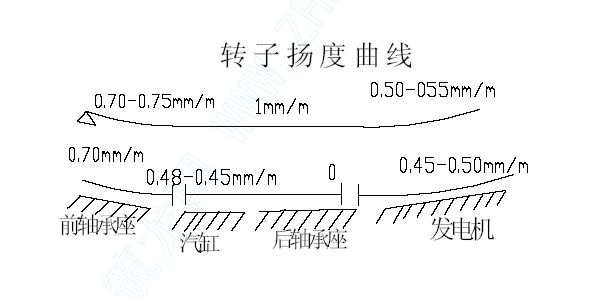 转子扬度曲线
0.70-0.75mm/m 1mm/m 0.50-055mm/m
0.70mm/m 0.48-0.45mm/m 0 0.45-0.50mm/m
前轴承座 汽缸 后轴承座 发电机